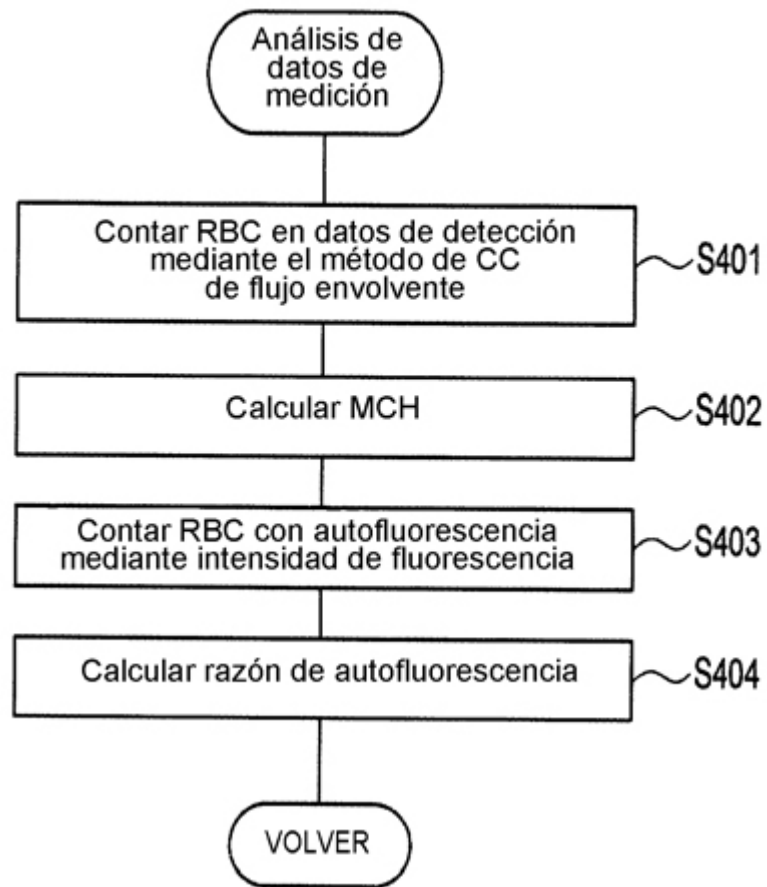 Análisis de
datos de
medición
Contar RBC en datos de detección
mediante el método de CC
de flujo envolvente
S401
Calcular MCH
S402
Contar RBC con autofluorescencia
mediante intensidad de fluorescencia
S403
Calcular razón de autofluorescencia
S404
VOLVER